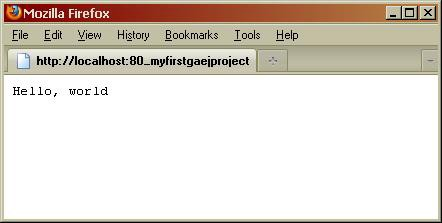 Mozilla Firefox
File Edit View History Bookmarks Tools Help
http://localhost:80_myfirstgaejproject
Hello, world